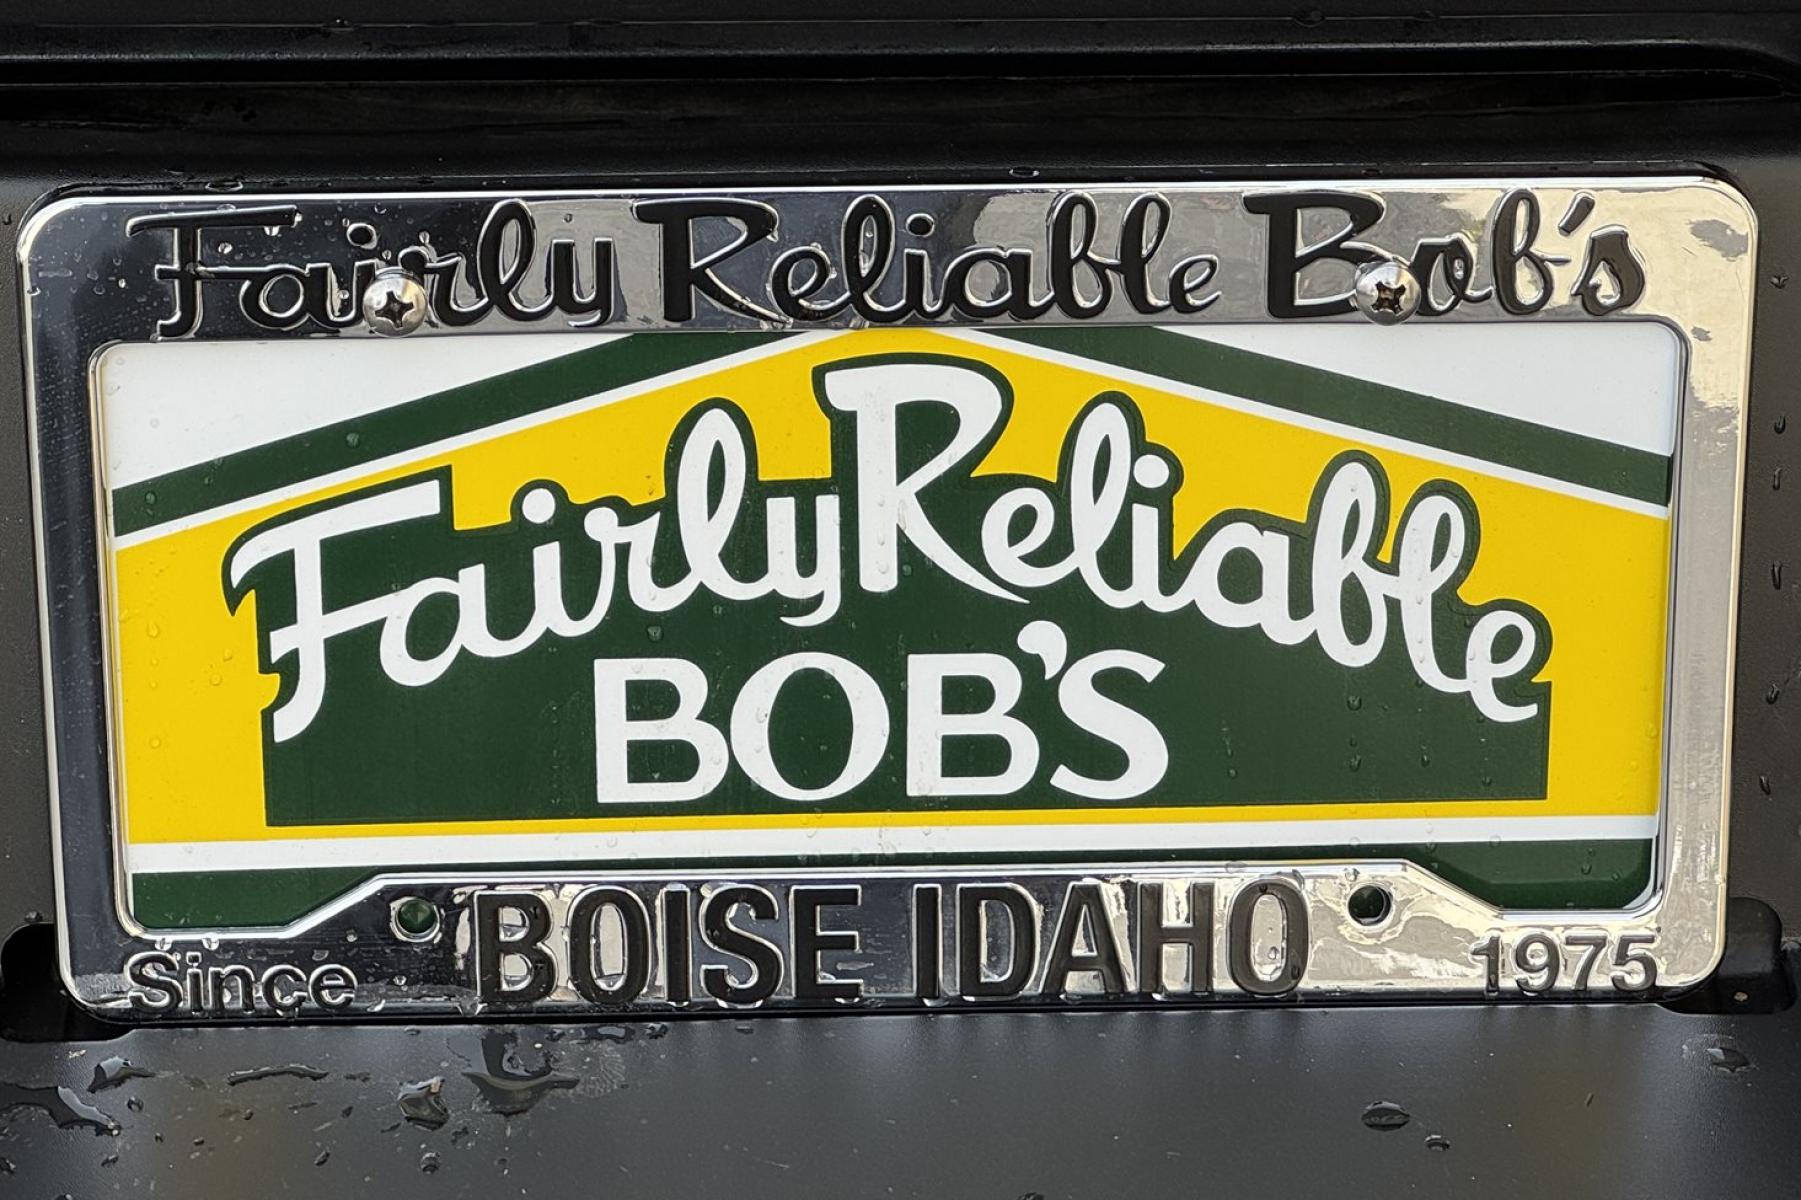 Fairly Reliable Bob's
Fairly Reliable
BOB'S
Since BOISE IDAHO 1975